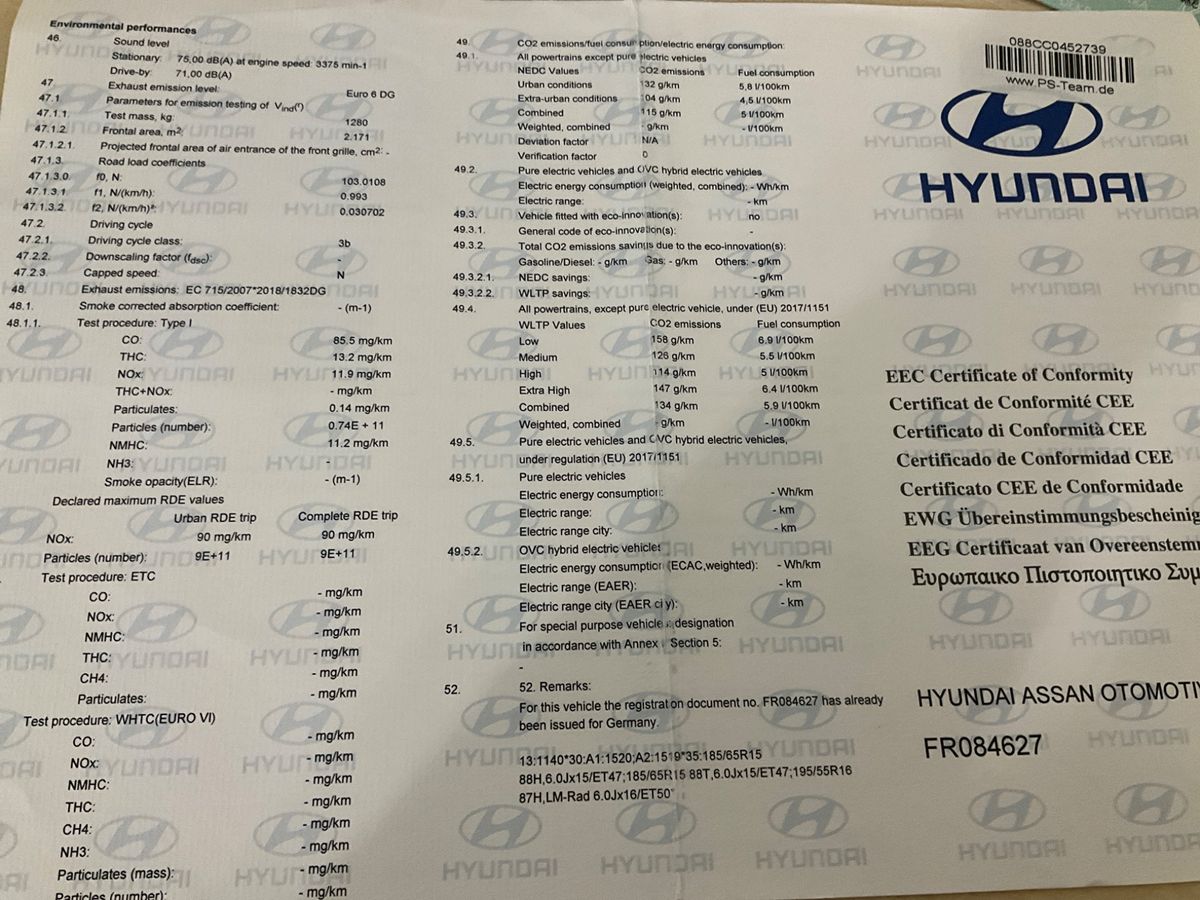 Environmental performances
46. Sound level
Stationary: 75,00 dB(A) at engine speed: 3375 min-1
Drive-by: 71,00 dB(A)
47. Exhaust emission level: Euro 6 DG
47.1 Parameters for emission testing of Vind(*)
47.1.1. Test mass, kg: 1280
47.1.2. Frontal area, m²: 2.171
47.1.2.1. Projected frontal area of air entrance of the front grille, cm²: -
47.1.3. Road load coefficients
47.1.3.0. f0, N: 103.0108
47.1.3.1. f1, N/(km/h): 0.993
47.1.3.2. f2, N/(km/h)²: 0.030702
47.2. Driving cycle
47.2.1. Driving cycle class: 3b
47.2.2. Downscaling factor (fdsc): -
47.2.3. Capped speed: N
48. Exhaust emissions: EC 715/2007*2018/1832DG
48.1. Smoke corrected absorption coefficient: - (m-1)
48.1.1. Test procedure: Type I
CO: 85.5 mg/km
THC: 13.2 mg/km
NOx: 11.9 mg/km
THC+NOx: - mg/km
Particulates: 0.14 mg/km
Particles (number): 0.74E + 11
NMHC: 11.2 mg/km
NH3: -
Smoke opacity(ELR): - (m-1)
Declared maximum RDE values
Urban RDE trip Complete RDE trip
NOx: 90 mg/km 90 mg/km
Particles (number): 9E+11 9E+11
Test procedure: ETC
CO: - mg/km
NOx: - mg/km
NMHC: - mg/km
THC: - mg/km
CH4: - mg/km
Particulates: - mg/km
Test procedure: WHTC(EURO VI)
CO: - mg/km
NOx: - mg/km
NMHC: - mg/km
THC: - mg/km
CH4: - mg/km
NH3: - mg/km
Particulates (mass): - mg/km
Particles (number): - mg/km
49. CO2 emissions/fuel consumption/electric energy consumption:
49.1. All powertrains except pure electric vehicles
NEDC Values CO2 emissions Fuel consumption
Urban conditions 132 g/km 5,8 l/100km
Extra-urban conditions 104 g/km 4,5 l/100km
Combined 115 g/km 5 l/100km
Weighted, combined - g/km - l/100km
Deviation factor N/A
Verification factor 0
49.2. Pure electric vehicles and OVC hybrid electric vehicles
Electric energy consumption (weighted, combined): - Wh/km
Electric range: - km
49.3. Vehicle fitted with eco-innovation(s): no
49.3.1. General code of eco-innovation(s): -
49.3.2. Total CO2 emissions savings due to the eco-innovation(s):
Gasoline/Diesel: - g/km Gas: - g/km Others: - g/km
49.3.2.1. NEDC savings: - g/km
49.3.2.2. WLTP savings: - g/km
49.4. All powertrains, except pure electric vehicle, under (EU) 2017/1151
WLTP Values CO2 emissions Fuel consumption
Low 158 g/km 6.9 l/100km
Medium 126 g/km 5.5 l/100km
High 114 g/km 5 l/100km
Extra High 147 g/km 6.4 l/100km
Combined 134 g/km 5.9 l/100km
Weighted, combined - g/km - l/100km
49.5. Pure electric vehicles and OVC hybrid electric vehicles,
under regulation (EU) 2017/1151
49.5.1. Pure electric vehicles
Electric energy consumption: - Wh/km
Electric range: - km
Electric range city: - km
49.5.2. OVC hybrid electric vehicles
Electric energy consumption (ECAC,weighted): - Wh/km
Electric range (EAER): - km
Electric range city (EAER city): - km
51. For special purpose vehicle: designation
in accordance with Annex Section 5:
-
52. 52. Remarks:
For this vehicle the registration document no. FR084627 has already
been issued for Germany.
13:1140*30:A1:1520;A2:1519*35:185/65R15
88H,6.0Jx15/ET47;185/65R15 88T,6.0Jx15/ET47;195/55R16
87H,LM-Rad 6.0Jx16/ET50*
088CC0452739
www.PS-Team.de
HYUNDAI
EEC Certificate of Conformity
Certificat de Conformité CEE
Certificato di Conformità CEE
Certificado de Conformidad CEE
Certificato CEE de Conformidade
EWG Übereinstimmungsbescheinig
EEG Certificaat van Overeenstem
Ευρωπαικο Πιστοποιητικο Συμ
HYUNDAI ASSAN OTOMOTIV
FR084627